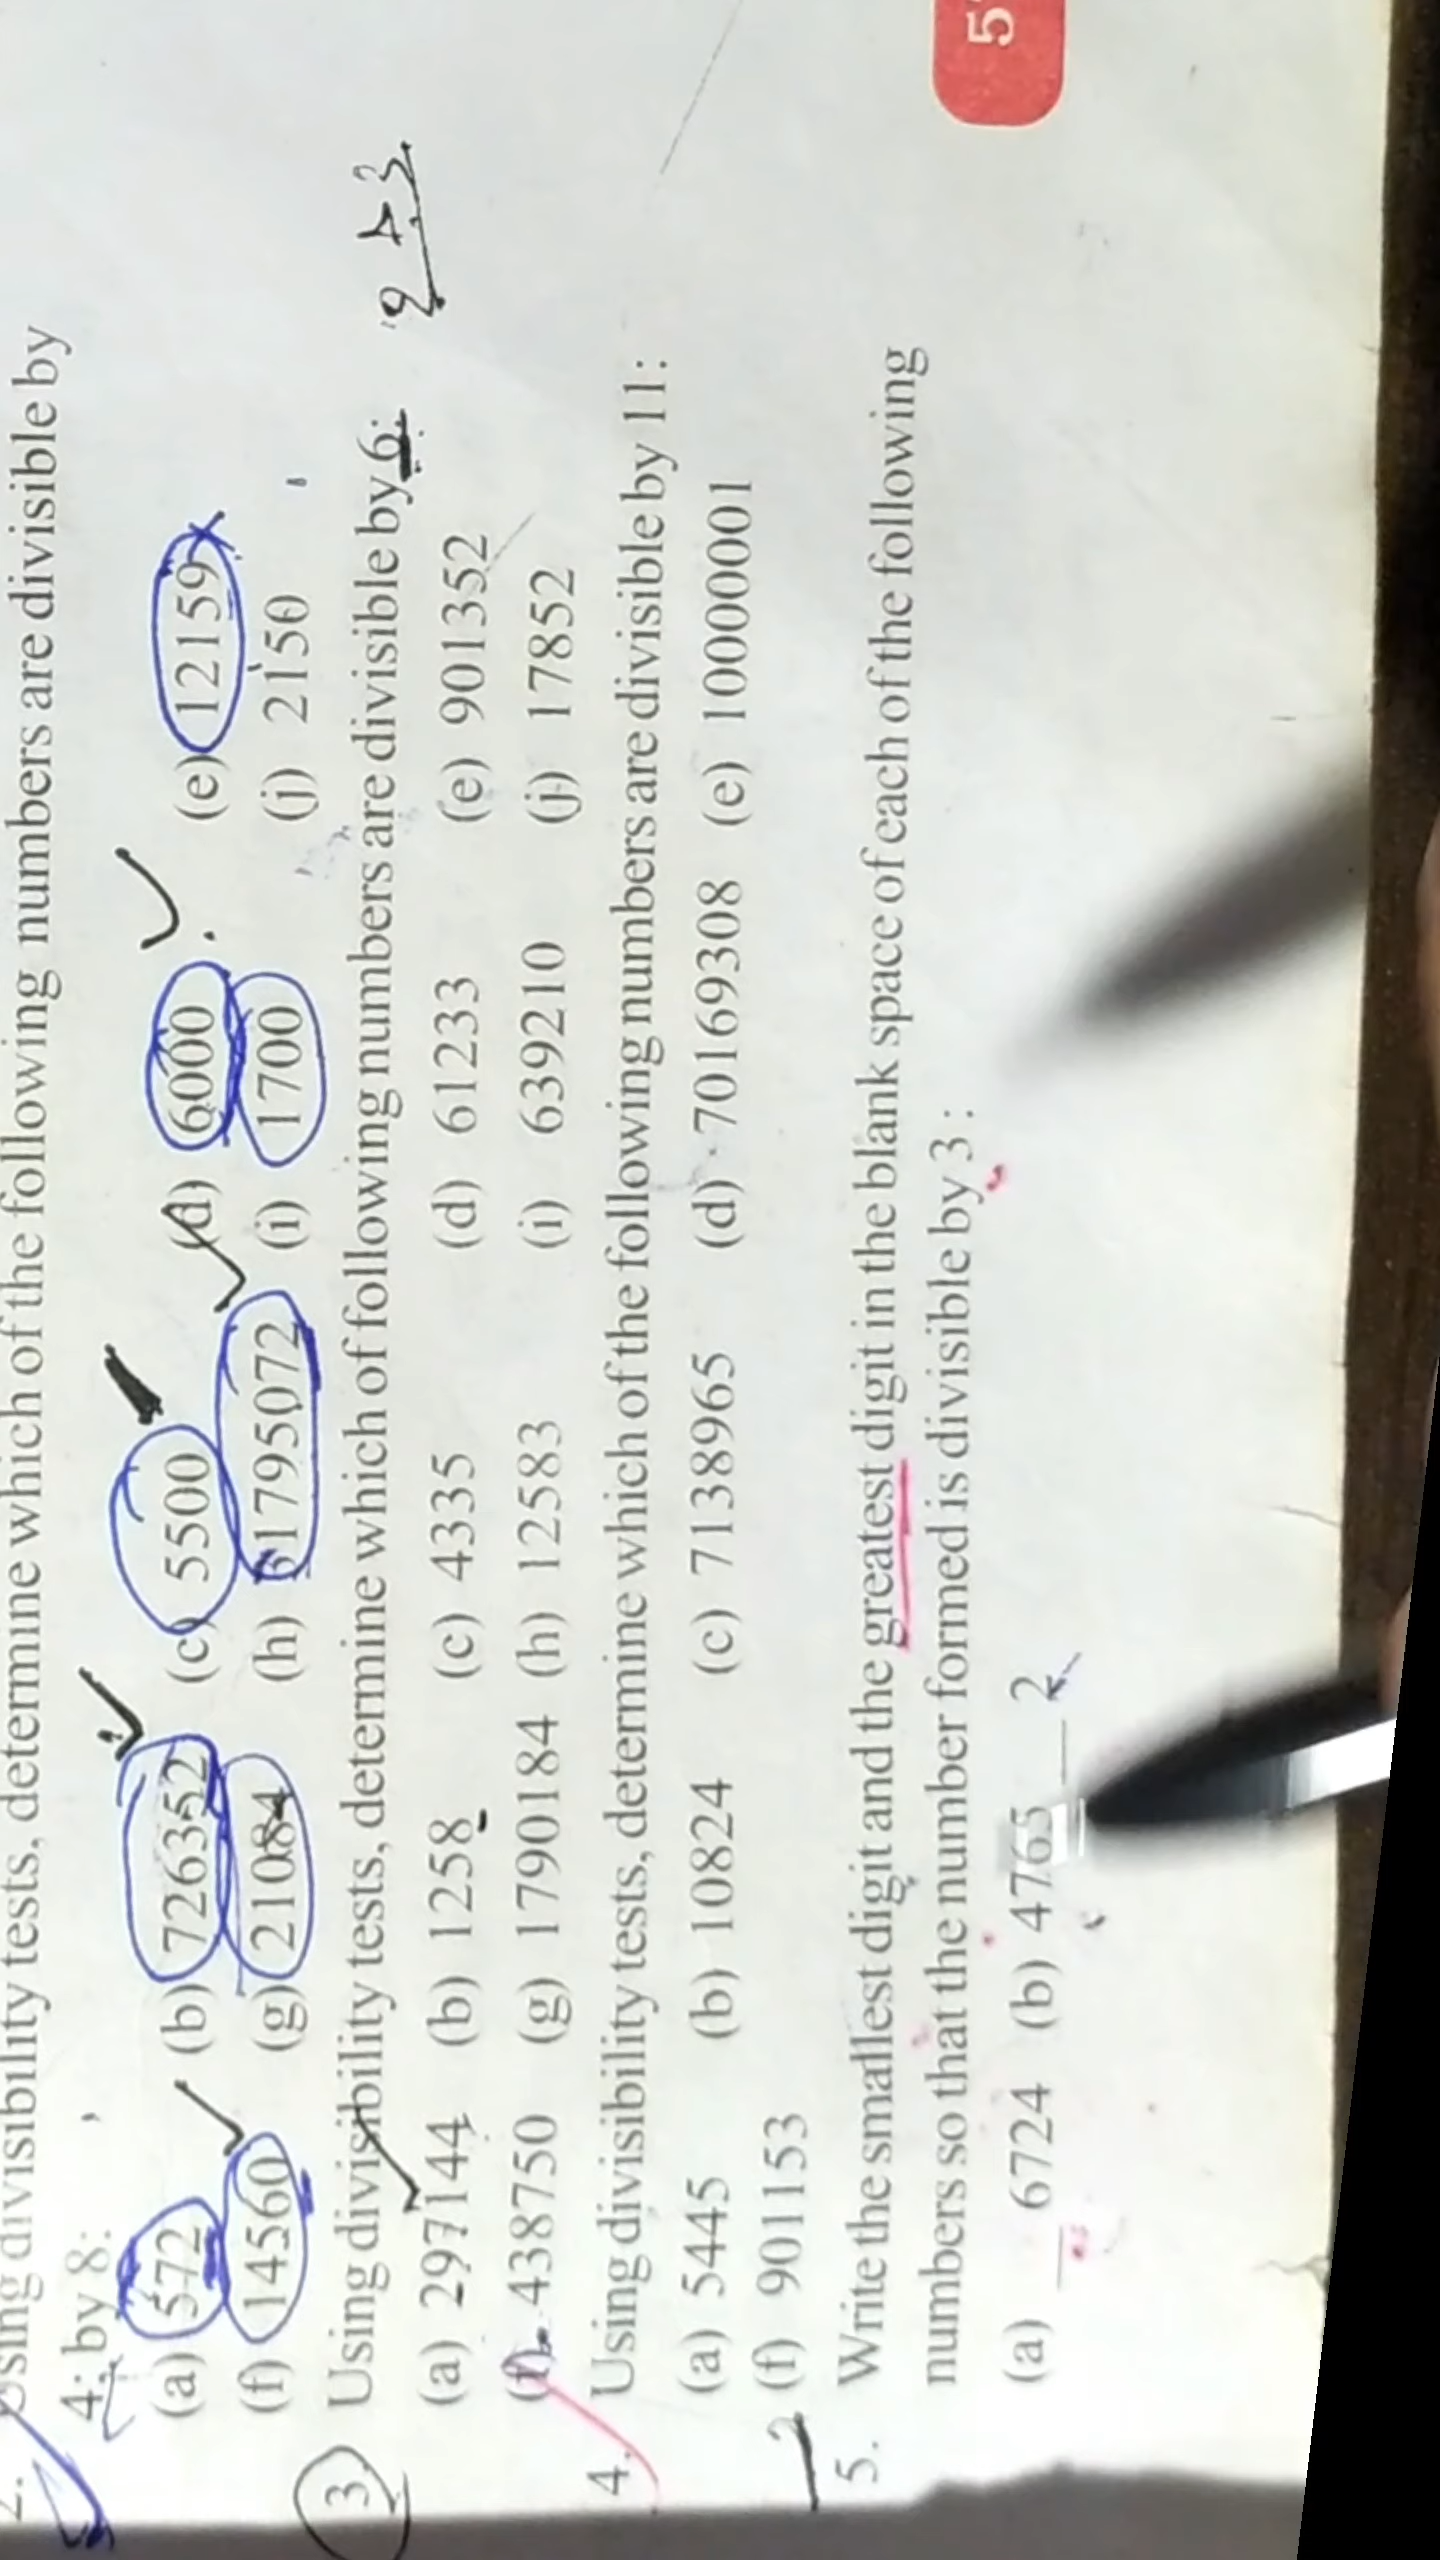 2. Using divisibility tests, determine which of the following numbers are divisible by
4; by 8:
(a) 572 (b) 726352 (c) 5500 (d) 6000 (e) 12159
(f) 14560 (g) 21084 (h) 31795072 (i) 1700 (j) 2150
3. Using divisibility tests, determine which of following numbers are divisible by 6: 2 3
(a) 297144 (b) 1258 (c) 4335 (d) 61233 (e) 901352
(f) 438750 (g) 1790184 (h) 12583 (i) 639210 (j) 17852
4. Using divisibility tests, determine which of the following numbers are divisible by 11:
(a) 5445 (b) 10824 (c) 7138965 (d) 70169308 (e) 10000001
(f) 901153
5. Write the smallest digit and the greatest digit in the blank space of each of the following
numbers so that the number formed is divisible by 3:
(a) __ 6724 (b) 4765 __ 2